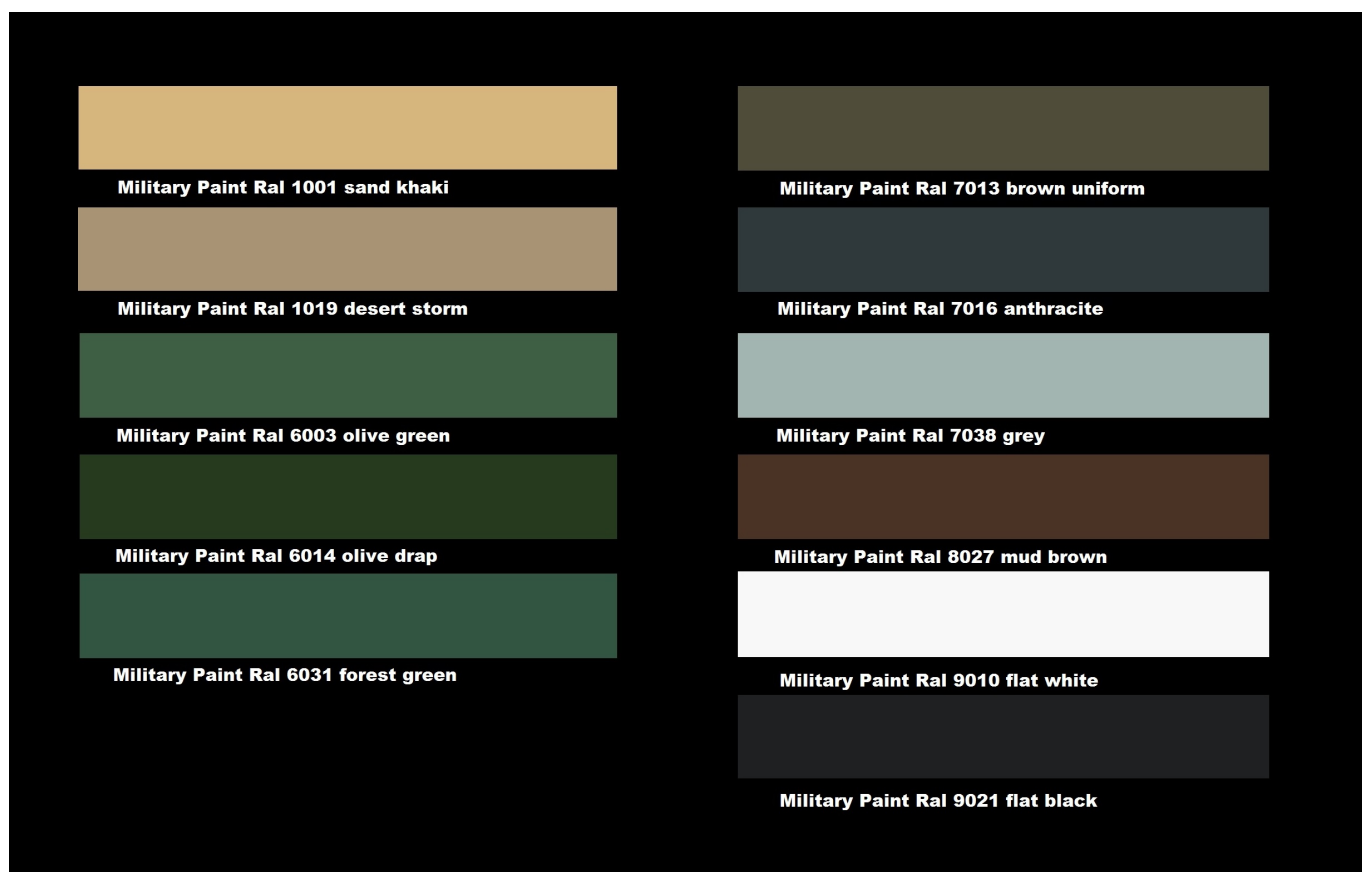 Military Paint Ral 1001 sand khaki
Military Paint Ral 1019 desert storm
Military Paint Ral 6003 olive green
Military Paint Ral 6014 olive drap
Military Paint Ral 6031 forest green
Military Paint Ral 7013 brown uniform
Military Paint Ral 7016 anthracite
Military Paint Ral 7038 grey
Military Paint Ral 8027 mud brown
Military Paint Ral 9010 flat white
Military Paint Ral 9021 flat black